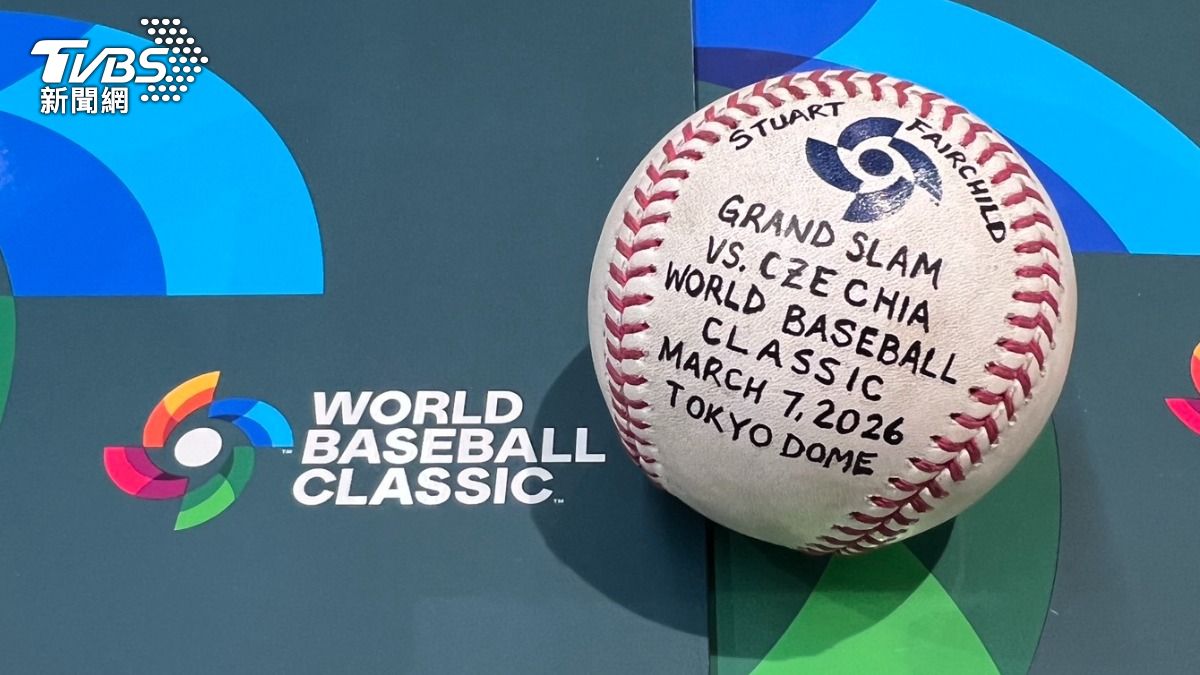 TVBS
新聞網
STUART FAIRCHILD
GRAND SLAM
VS. CZECHIA
WORLD BASEBALL
CLASSIC
MARCH 7, 2026
TOKYO DOME
WORLD
BASEBALL
CLASSIC™